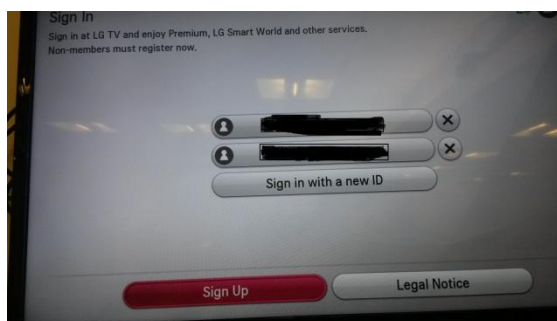 Sign In
Sign in at LG TV and enjoy Premium, LG Smart World and other services.
Non-members must register now.
Sign in with a new ID
Sign Up
Legal Notice